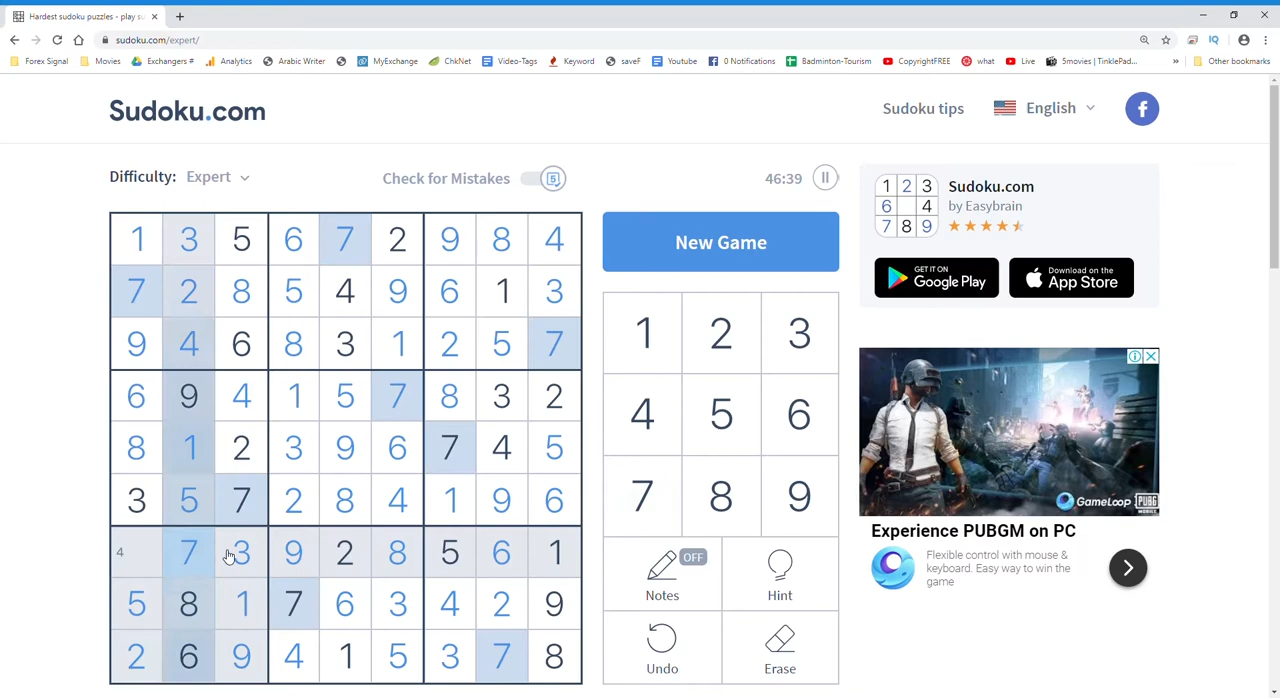 Hardest sudoku puzzles - play su
sudoku.com/expert/
Forex Signal Movies Exchangers # Analytics Arabic Writer MyExchange ChkNet Video-Tags Keyword saveF Youtube 0 Notifications Badminton-Tourism CopyrightFREE what Live 5movies | TinklePad... » Other bookmarks
Sudoku.com
Sudoku tips English
Difficulty: Expert Check for Mistakes 46:39
1 3 5 6 7 2 9 8 4
7 2 8 5 4 9 6 1 3
9 4 6 8 3 1 2 5 7
6 9 4 1 5 7 8 3 2
8 1 2 3 9 6 7 4 5
3 5 7 2 8 4 1 9 6
4 7 3 9 2 8 5 6 1
5 8 1 7 6 3 4 2 9
2 6 9 4 1 5 3 7 8
New Game
1 2 3
4 5 6
7 8 9
OFF
Notes Hint
Undo Erase
1 2 3
6 4
7 8 9
Sudoku.com
by Easybrain
GET IT ON
Google Play
Download on the
App Store
GameLoop PUBG
MOBILE
Experience PUBGM on PC
Flexible control with mouse &
keyboard. Easy way to win the
game